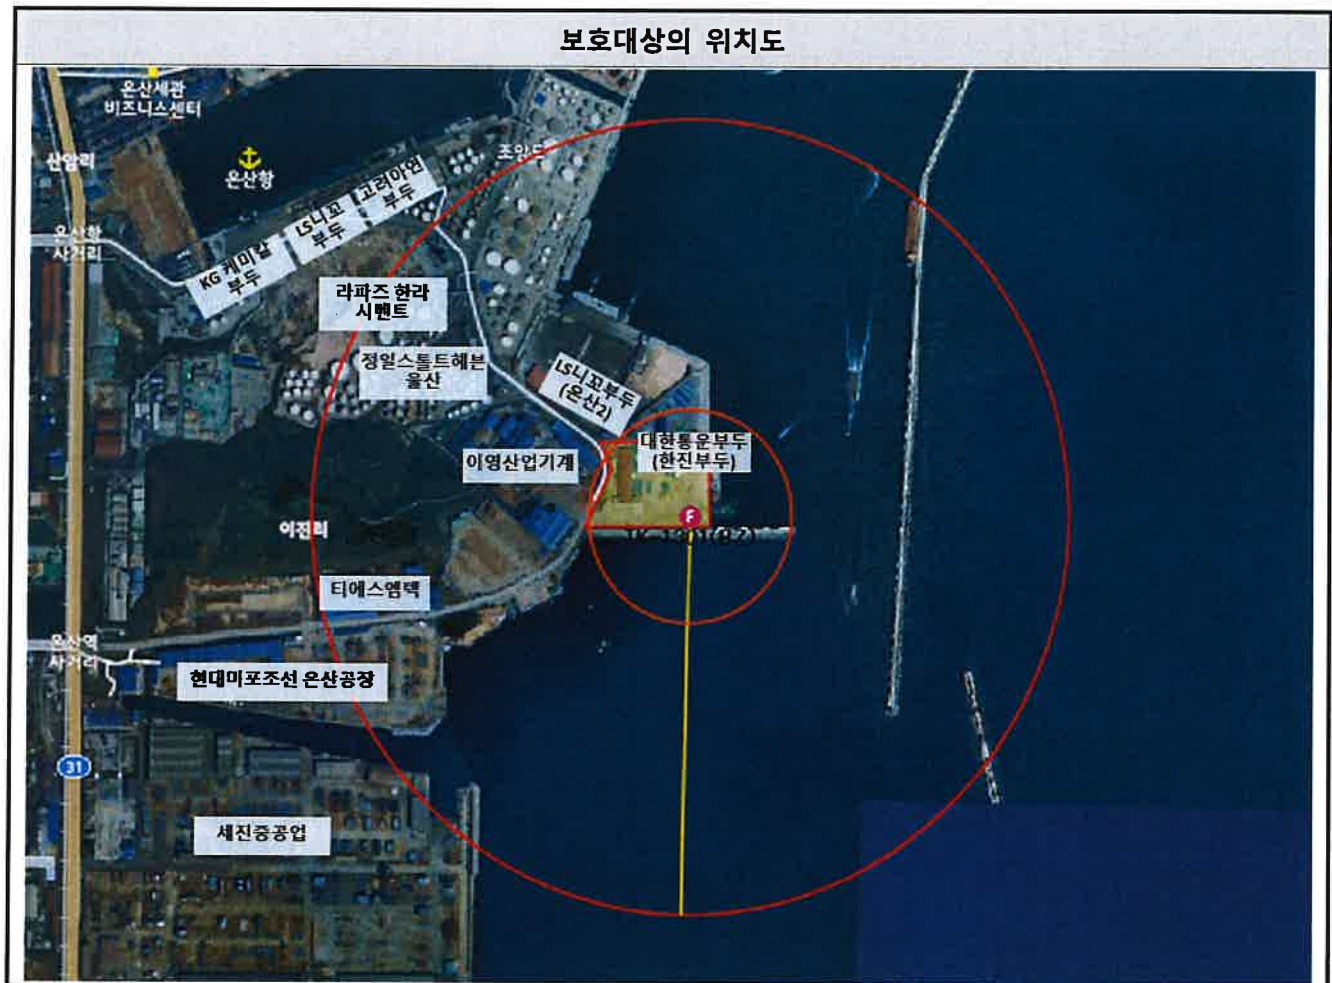 보호대상의 위치도
온산세관
비즈니스센터
산암리
온산항
조암도
고려아연
부두
LS니꼬
부두
KG 케미칼
부두
온산항
사거리
라파즈 한라
시멘트
정일스톨트헤븐
울산
LS니꼬부두
(온산2)
대한통운부두
(한진부두)
이영산업기계
F
이진리
티에스엠텍
온산역
사거리
현대미포조선 온산공장
31
세진중공업